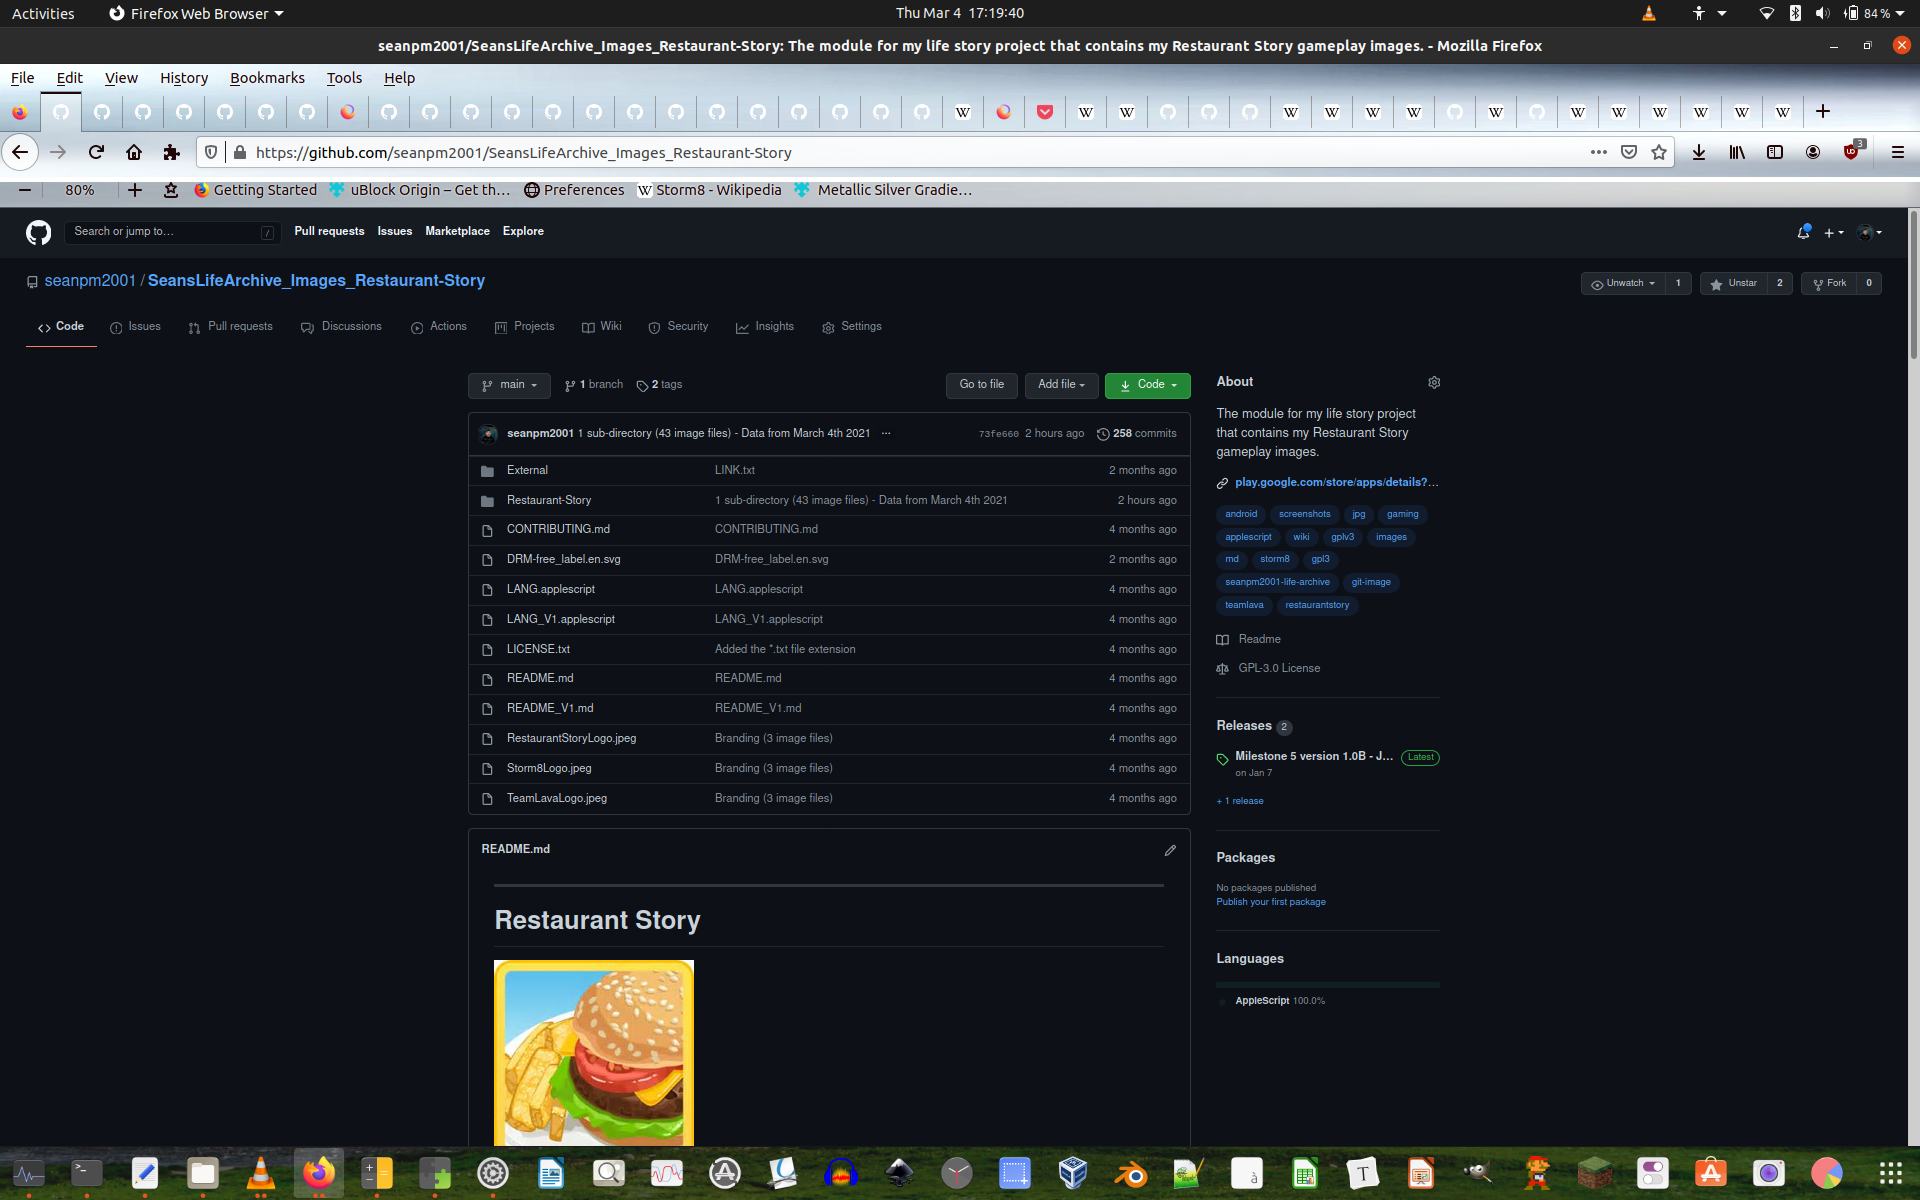 Activities Firefox Web Browser Thu Mar 4 17:19:40 84 %
seanpm2001/SeansLifeArchive_Images_Restaurant-Story: The module for my life story project that contains my Restaurant Story gameplay images. - Mozilla Firefox
File Edit View History Bookmarks Tools Help
https://github.com/seanpm2001/SeansLifeArchive_Images_Restaurant-Story 3
80% Getting Started uBlock Origin – Get th… Preferences Storm8 - Wikipedia Metallic Silver Gradie…
Search or jump to… / Pull requests Issues Marketplace Explore
seanpm2001 / SeansLifeArchive_Images_Restaurant-Story Unwatch 1 Unstar 2 Fork 0
Code Issues Pull requests Discussions Actions Projects Wiki Security Insights Settings
main 1 branch 2 tags Go to file Add file Code
seanpm2001 1 sub-directory (43 image files) - Data from March 4th 2021 ... 73fe660 2 hours ago 258 commits
External LINK.txt 2 months ago
Restaurant-Story 1 sub-directory (43 image files) - Data from March 4th 2021 2 hours ago
CONTRIBUTING.md CONTRIBUTING.md 4 months ago
DRM-free_label.en.svg DRM-free_label.en.svg 2 months ago
LANG.applescript LANG.applescript 4 months ago
LANG_V1.applescript LANG_V1.applescript 4 months ago
LICENSE.txt Added the *.txt file extension 4 months ago
README.md README.md 4 months ago
README_V1.md README_V1.md 4 months ago
RestaurantStoryLogo.jpeg Branding (3 image files) 4 months ago
Storm8Logo.jpeg Branding (3 image files) 4 months ago
TeamLavaLogo.jpeg Branding (3 image files) 4 months ago
README.md
Restaurant Story
About
The module for my life story project
that contains my Restaurant Story
gameplay images.
play.google.com/store/apps/details?…
android screenshots jpg gaming
applescript wiki gplv3 images
md storm8 gpl3
seanpm2001-life-archive git-image
teamlava restaurantstory
Readme
GPL-3.0 License
Releases 2
Milestone 5 version 1.0B - J… Latest
on Jan 7
+ 1 release
Packages
No packages published
Publish your first package
Languages
AppleScript 100.0%